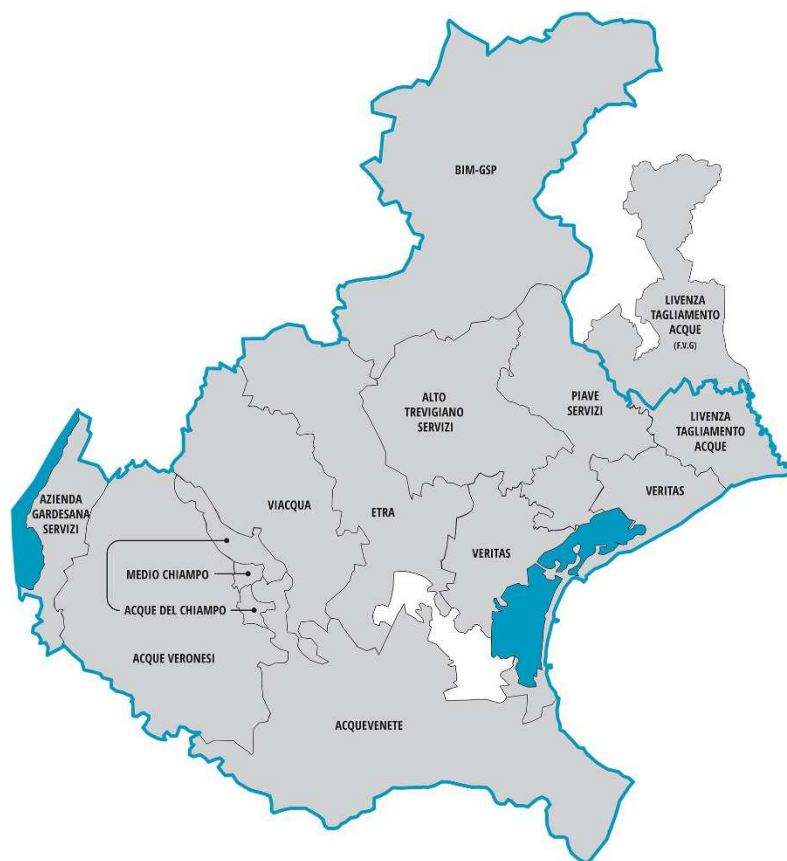 BIM-GSP
LIVENZA
TAGLIAMENTO
ACQUE
(F.V.G)
ALTO
TREVIGIANO
SERVIZI
PIAVE
SERVIZI
LIVENZA
TAGLIAMENTO
ACQUE
AZIENDA
GARDESANA
SERVIZI
VIACQUA
ETRA
VERITAS
VERITAS
MEDIO CHIAMPO
ACQUE DEL CHIAMPO
ACQUE VERONESI
ACQUEVENETE